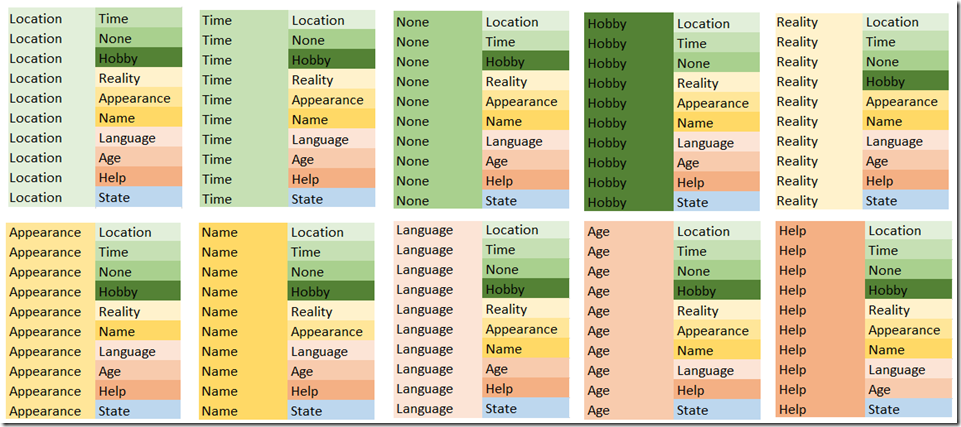 Location Time
Location None
Location Hobby
Location Reality
Location Appearance
Location Name
Location Language
Location Age
Location Help
Location State
Time Location
Time None
Time Hobby
Time Reality
Time Appearance
Time Name
Time Language
Time Age
Time Help
Time State
None Location
None Time
None Hobby
None Reality
None Appearance
None Name
None Language
None Age
None Help
None State
Hobby Location
Hobby Time
Hobby None
Hobby Reality
Hobby Appearance
Hobby Name
Hobby Language
Hobby Age
Hobby Help
Hobby State
Reality Location
Reality Time
Reality None
Reality Hobby
Reality Appearance
Reality Name
Reality Language
Reality Age
Reality Help
Reality State
Appearance Location
Appearance Time
Appearance None
Appearance Hobby
Appearance Reality
Appearance Name
Appearance Language
Appearance Age
Appearance Help
Appearance State
Name Location
Name Time
Name None
Name Hobby
Name Reality
Name Appearance
Name Language
Name Age
Name Help
Name State
Language Location
Language Time
Language None
Language Hobby
Language Reality
Language Appearance
Language Name
Language Age
Language Help
Language State
Age Location
Age Time
Age None
Age Hobby
Age Reality
Age Appearance
Age Name
Age Language
Age Help
Age State
Help Location
Help Time
Help None
Help Hobby
Help Reality
Help Appearance
Help Name
Help Language
Help Age
Help State